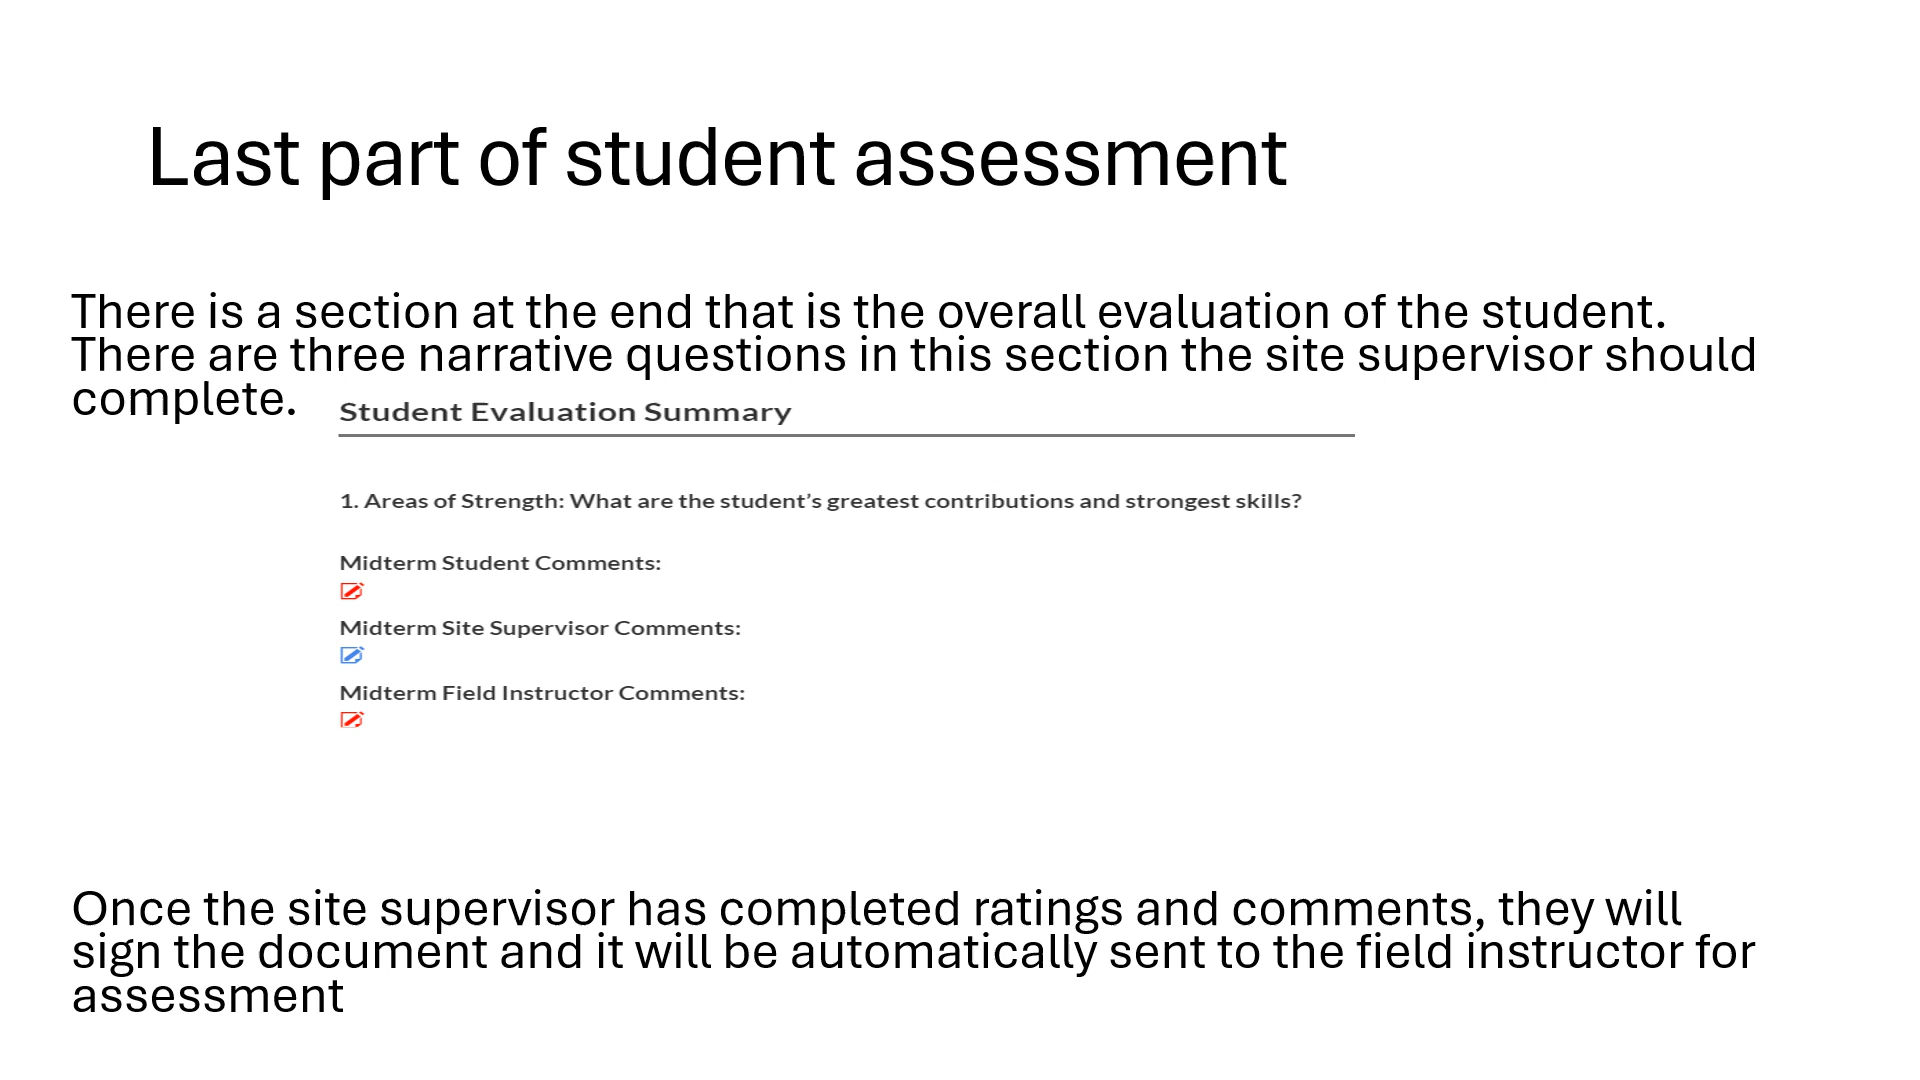 Last part of student assessment
There is a section at the end that is the overall evaluation of the student.
There are three narrative questions in this section the site supervisor should
complete.
Student Evaluation Summary
1. Areas of Strength: What are the student’s greatest contributions and strongest skills?
Midterm Student Comments:
Midterm Site Supervisor Comments:
Midterm Field Instructor Comments:
Once the site supervisor has completed ratings and comments, they will
sign the document and it will be automatically sent to the field instructor for
assessment